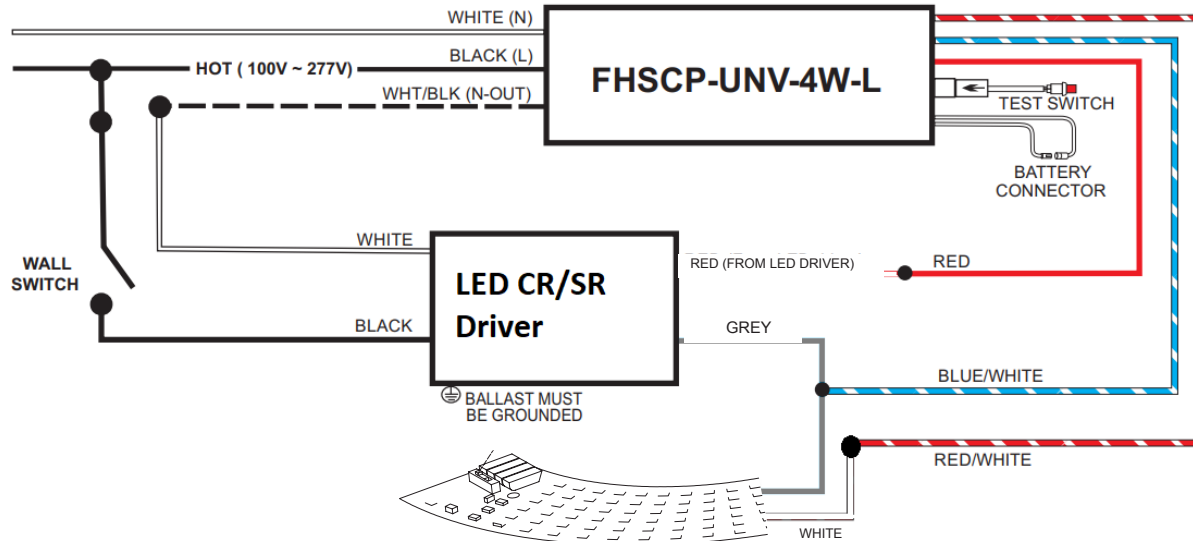 WHITE (N)
BLACK (L)
HOT ( 100V ~ 277V)
WHT/BLK (N-OUT)
FHSCP-UNV-4W-L
TEST SWITCH
BATTERY
CONNECTOR
WALL
SWITCH
WHITE
BLACK
LED CR/SR
Driver
BALLAST MUST
BE GROUNDED
RED (FROM LED DRIVER)
RED
GREY
BLUE/WHITE
RED/WHITE
WHITE